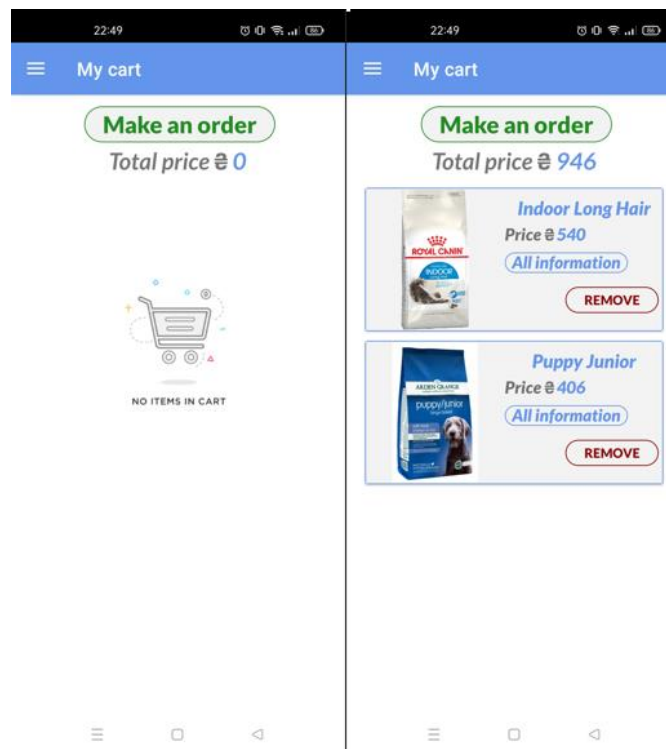 22:49
86
My cart
Make an order
Total price ₴ 0
NO ITEMS IN CART
22:49
86
My cart
Make an order
Total price ₴ 946
ROYAL CANIN
INDOOR
Indoor Long Hair
Price ₴ 540
All information
REMOVE
ARDEN GRANGE
puppy/junior
Puppy Junior
Price ₴ 406
All information
REMOVE